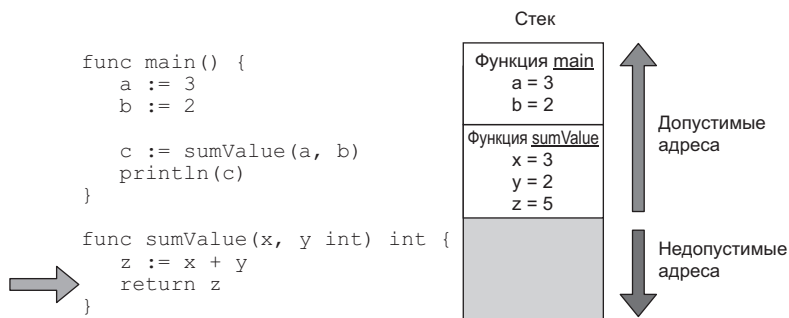 func main() {
a := 3
b := 2
c := sumValue(a, b)
println(c)
}
func sumValue(x, y int) int {
z := x + y
return z
}
Стек
Функция main
a = 3
b = 2
Функция sumValue
x = 3
y = 2
z = 5
Допустимые
адреса
Недопустимые
адреса